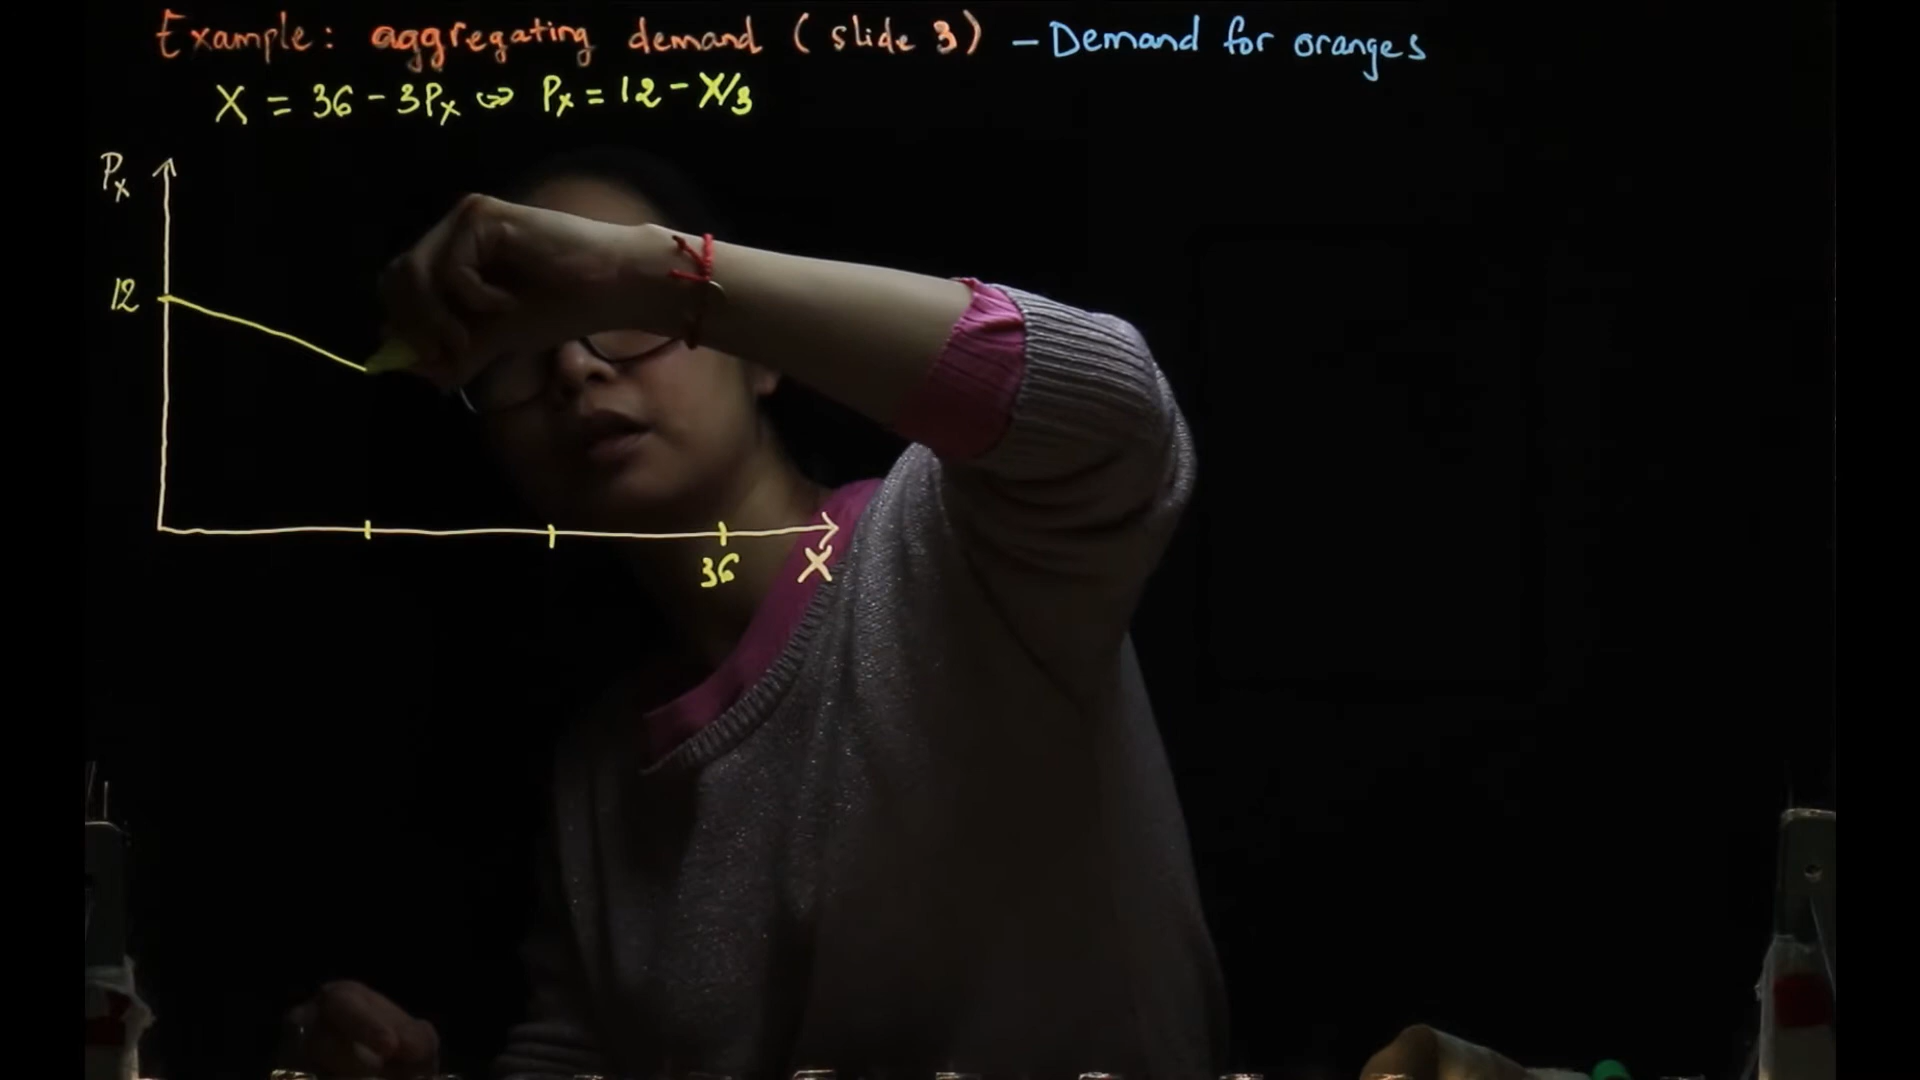 Example: aggregating demand (slide 3) – Demand for oranges
X = 36 - 3Px ⇔ Px = 12 - X/3
Px
12
36
X